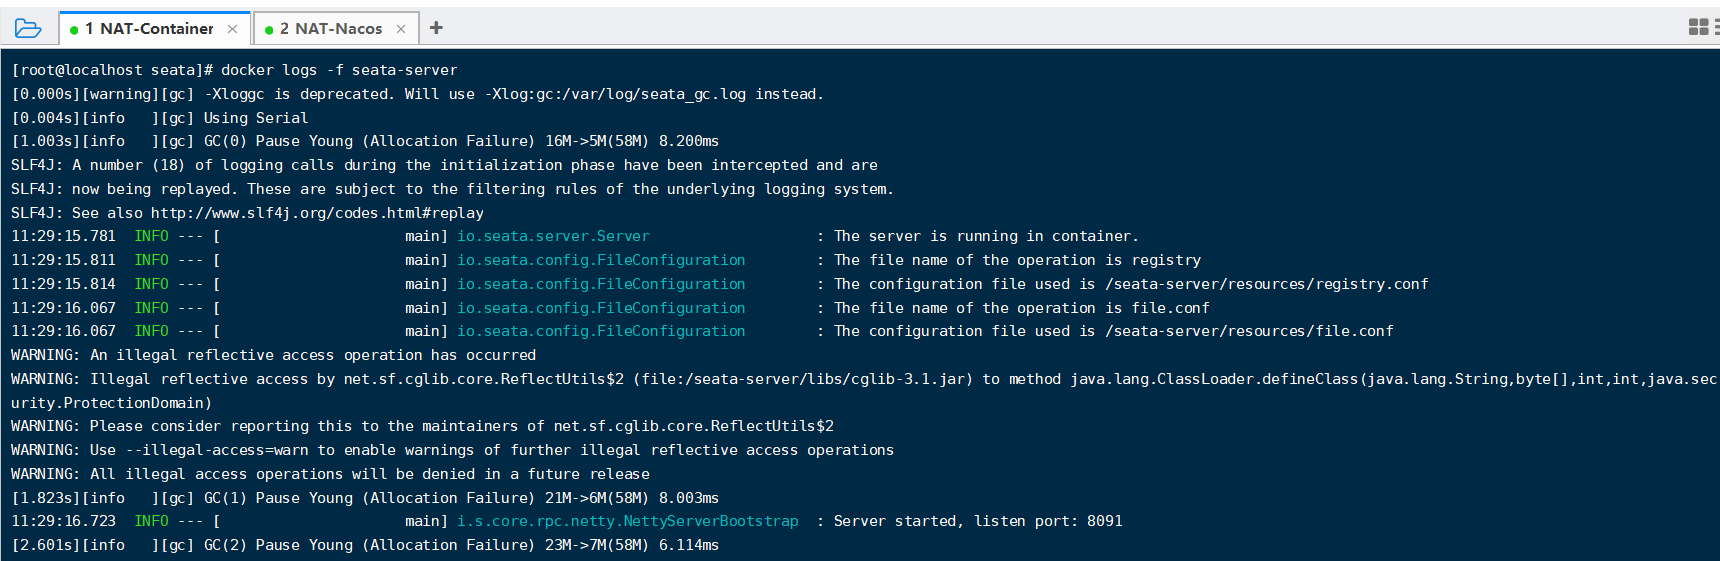 1 NAT-Container × 2 NAT-Nacos × +
[root@localhost seata]# docker logs -f seata-server
[0.000s][warning][gc] -Xloggc is deprecated. Will use -Xlog:gc:/var/log/seata_gc.log instead.
[0.004s][info   ][gc] Using Serial
[1.003s][info   ][gc] GC(0) Pause Young (Allocation Failure) 16M->5M(58M) 8.200ms
SLF4J: A number (18) of logging calls during the initialization phase have been intercepted and are
SLF4J: now being replayed. These are subject to the filtering rules of the underlying logging system.
SLF4J: See also http://www.slf4j.org/codes.html#replay
11:29:15.781  INFO --- [                     main] io.seata.server.Server                   : The server is running in container.
11:29:15.811  INFO --- [                     main] io.seata.config.FileConfiguration        : The file name of the operation is registry
11:29:15.814  INFO --- [                     main] io.seata.config.FileConfiguration        : The configuration file used is /seata-server/resources/registry.conf
11:29:16.067  INFO --- [                     main] io.seata.config.FileConfiguration        : The file name of the operation is file.conf
11:29:16.067  INFO --- [                     main] io.seata.config.FileConfiguration        : The configuration file used is /seata-server/resources/file.conf
WARNING: An illegal reflective access operation has occurred
WARNING: Illegal reflective access by net.sf.cglib.core.ReflectUtils$2 (file:/seata-server/libs/cglib-3.1.jar) to method java.lang.ClassLoader.defineClass(java.lang.String,byte[],int,int,java.sec
urity.ProtectionDomain)
WARNING: Please consider reporting this to the maintainers of net.sf.cglib.core.ReflectUtils$2
WARNING: Use --illegal-access=warn to enable warnings of further illegal reflective access operations
WARNING: All illegal access operations will be denied in a future release
[1.823s][info   ][gc] GC(1) Pause Young (Allocation Failure) 21M->6M(58M) 8.003ms
11:29:16.723  INFO --- [                     main] i.s.core.rpc.netty.NettyServerBootstrap  : Server started, listen port: 8091
[2.601s][info   ][gc] GC(2) Pause Young (Allocation Failure) 23M->7M(58M) 6.114ms